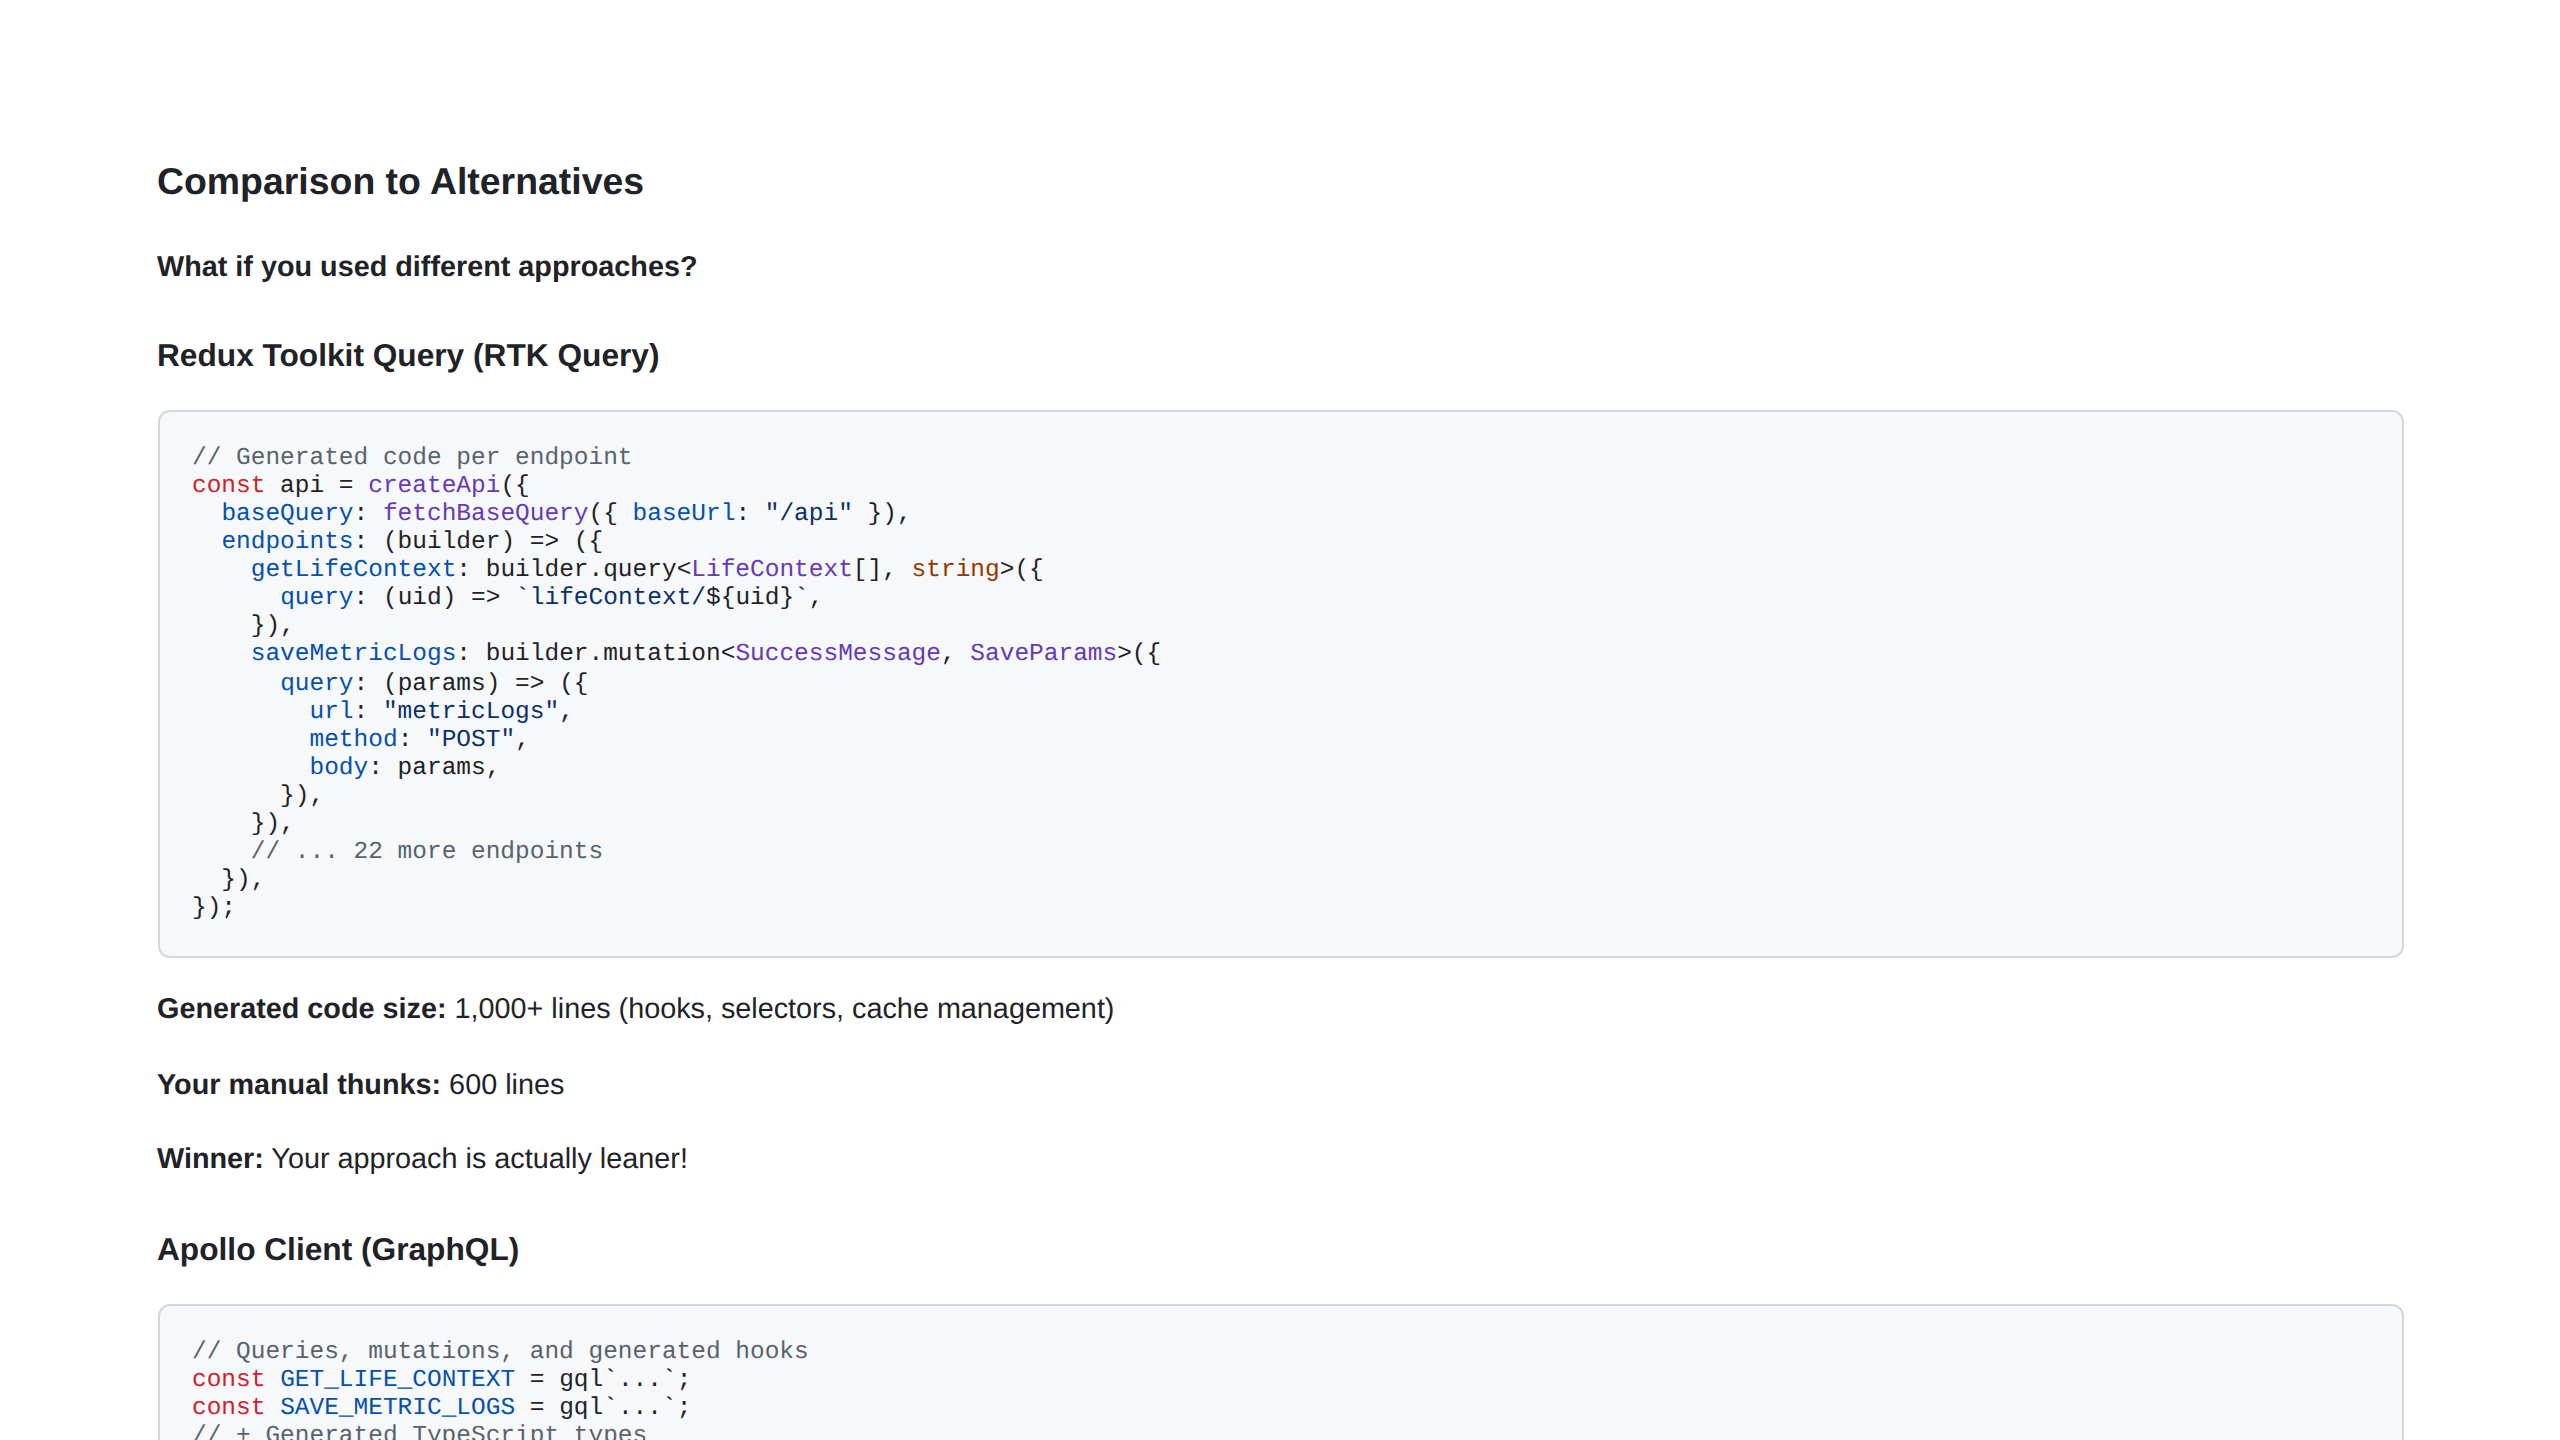 Comparison to Alternatives
What if you used different approaches?
Redux Toolkit Query (RTK Query)
// Generated code per endpoint
const api = createApi({
  baseQuery: fetchBaseQuery({ baseUrl: "/api" }),
  endpoints: (builder) => ({
    getLifeContext: builder.query<LifeContext[], string>({
      query: (uid) => `lifeContext/${uid}`,
    }),
    saveMetricLogs: builder.mutation<SuccessMessage, SaveParams>({
      query: (params) => ({
        url: "metricLogs",
        method: "POST",
        body: params,
      }),
    }),
    // ... 22 more endpoints
  }),
});
Generated code size: 1,000+ lines (hooks, selectors, cache management)
Your manual thunks: 600 lines
Winner: Your approach is actually leaner!
Apollo Client (GraphQL)
// Queries, mutations, and generated hooks
const GET_LIFE_CONTEXT = gql`...`;
const SAVE_METRIC_LOGS = gql`...`;
// + Generated TypeScript types